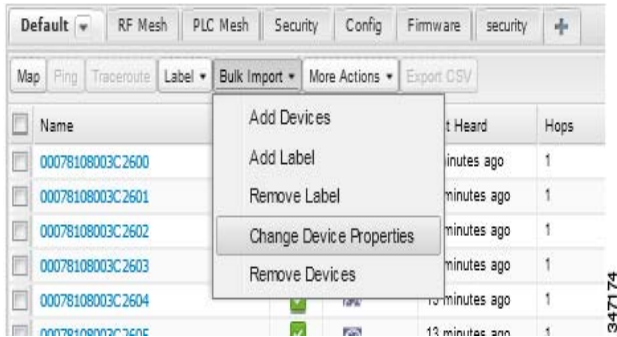 Default RF Mesh PLC Mesh Security Config Firmware security +
Map Ping Traceroute Label Bulk Import More Actions Export CSV
Name t Heard Hops
Add Devices
00078108003C2600 inutes ago 1
Add Label
00078108003C2601 minutes ago 1
Remove Label
00078108003C2602 minutes ago 1
Change Device Properties
00078108003C2603 minutes ago 1
Remove Devices
00078108003C2604 minutes ago 1
00078108003C2605 13 minutes ago 1
347174